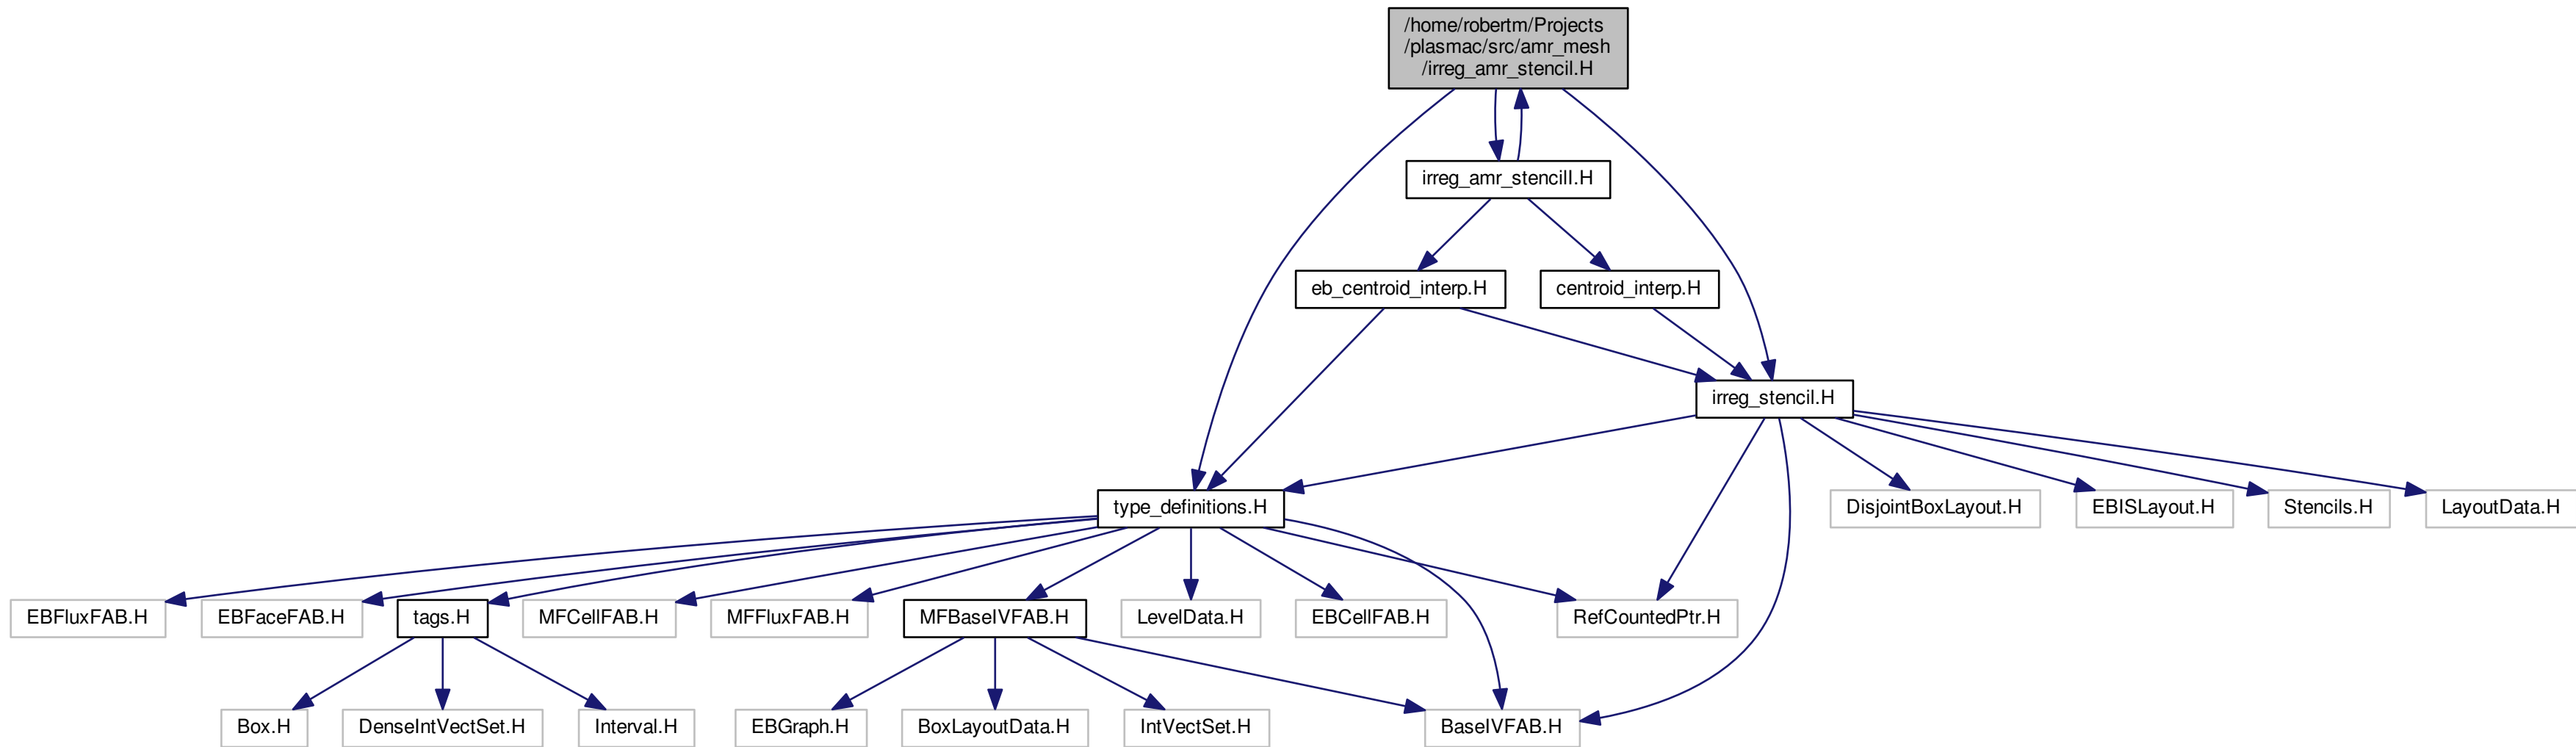 /home/robertm/Projects
/plasmac/src/amr_mesh
/irreg_amr_stencil.H
irreg_amr_stencilI.H
eb_centroid_interp.H
centroid_interp.H
irreg_stencil.H
type_definitions.H
DisjointBoxLayout.H
EBISLayout.H
Stencils.H
LayoutData.H
EBFluxFAB.H
EBFaceFAB.H
tags.H
MFCellFAB.H
MFFluxFAB.H
MFBaseIVFAB.H
LevelData.H
EBCellFAB.H
RefCountedPtr.H
Box.H
DenseIntVectSet.H
Interval.H
EBGraph.H
BoxLayoutData.H
IntVectSet.H
BaseIVFAB.H